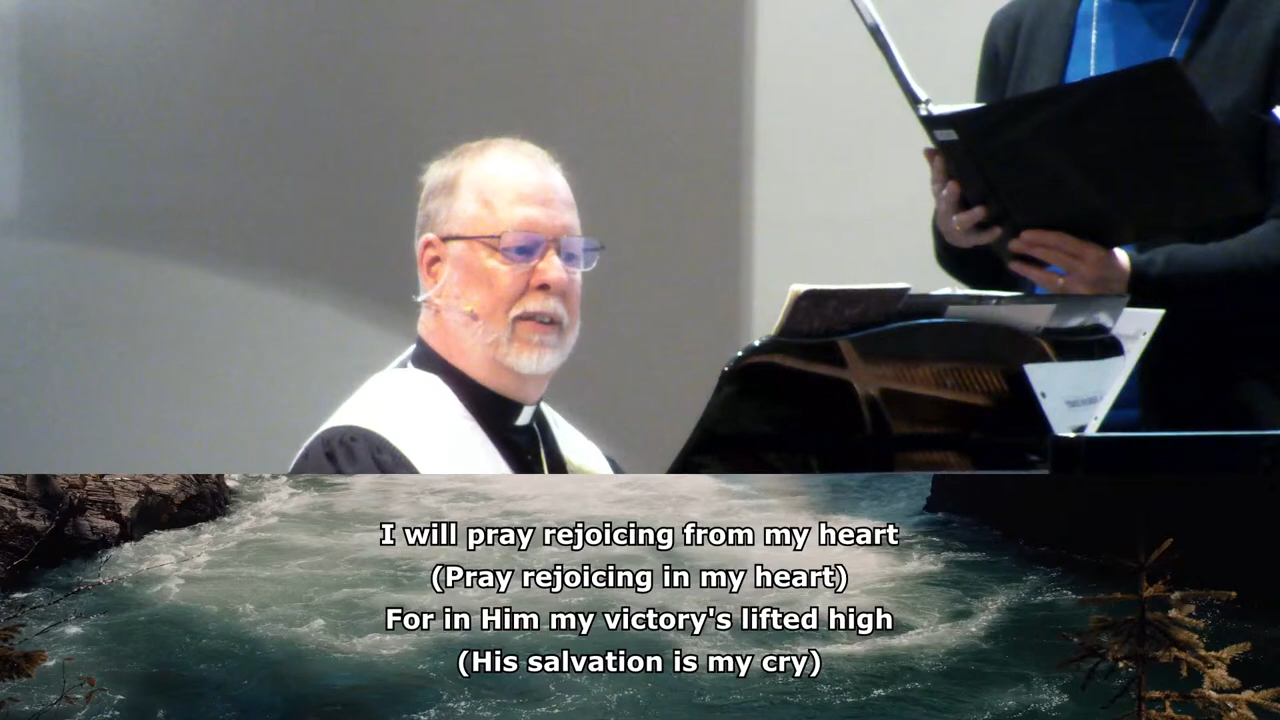 I will pray rejoicing from my heart
(Pray rejoicing in my heart)
For in Him my victory's lifted high
(His salvation is my cry)